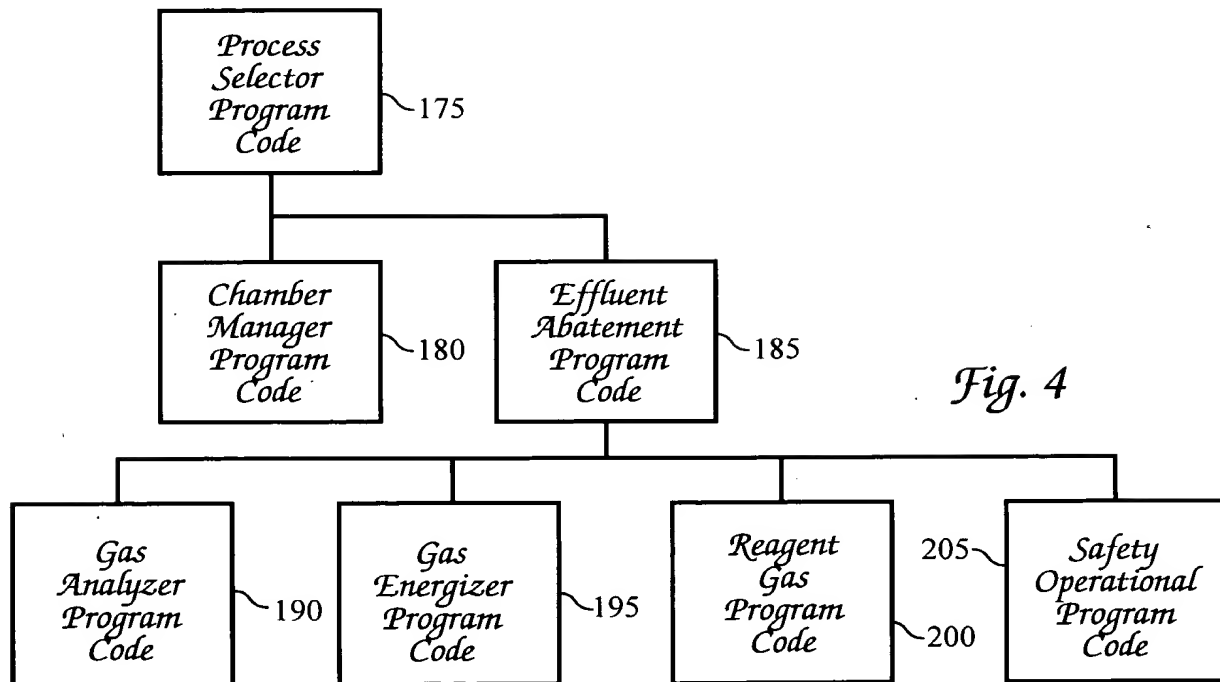 Process
Selector
Program
Code
175
Chamber
Manager
Program
Code
180
Effluent
Abatement
Program
Code
185
Fig. 4
Gas
Analyzer
Program
Code
190
Gas
Energizer
Program
Code
195
Reagent
Gas
Program
Code
200
205
Safety
Operational
Program
Code